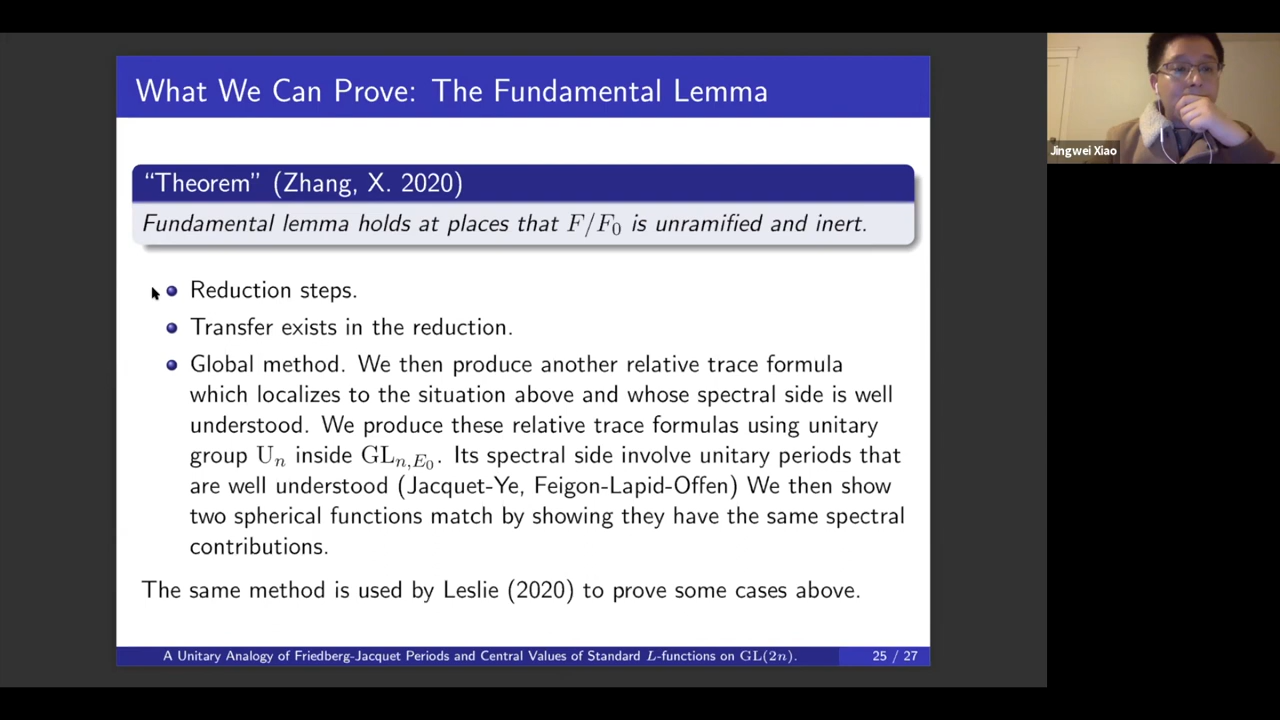 What We Can Prove: The Fundamental Lemma
“Theorem” (Zhang, X. 2020)
Fundamental lemma holds at places that F/F₀ is unramified and inert.
Reduction steps.
Transfer exists in the reduction.
Global method. We then produce another relative trace formula
which localizes to the situation above and whose spectral side is well
understood. We produce these relative trace formulas using unitary
group Uₙ inside GLₙ,E₀. Its spectral side involve unitary periods that
are well understood (Jacquet-Ye, Feigon-Lapid-Offen) We then show
two spherical functions match by showing they have the same spectral
contributions.
The same method is used by Leslie (2020) to prove some cases above.
A Unitary Analogy of Friedberg-Jacquet Periods and Central Values of Standard L-functions on GL(2n).
25 / 27
Jingwei Xiao